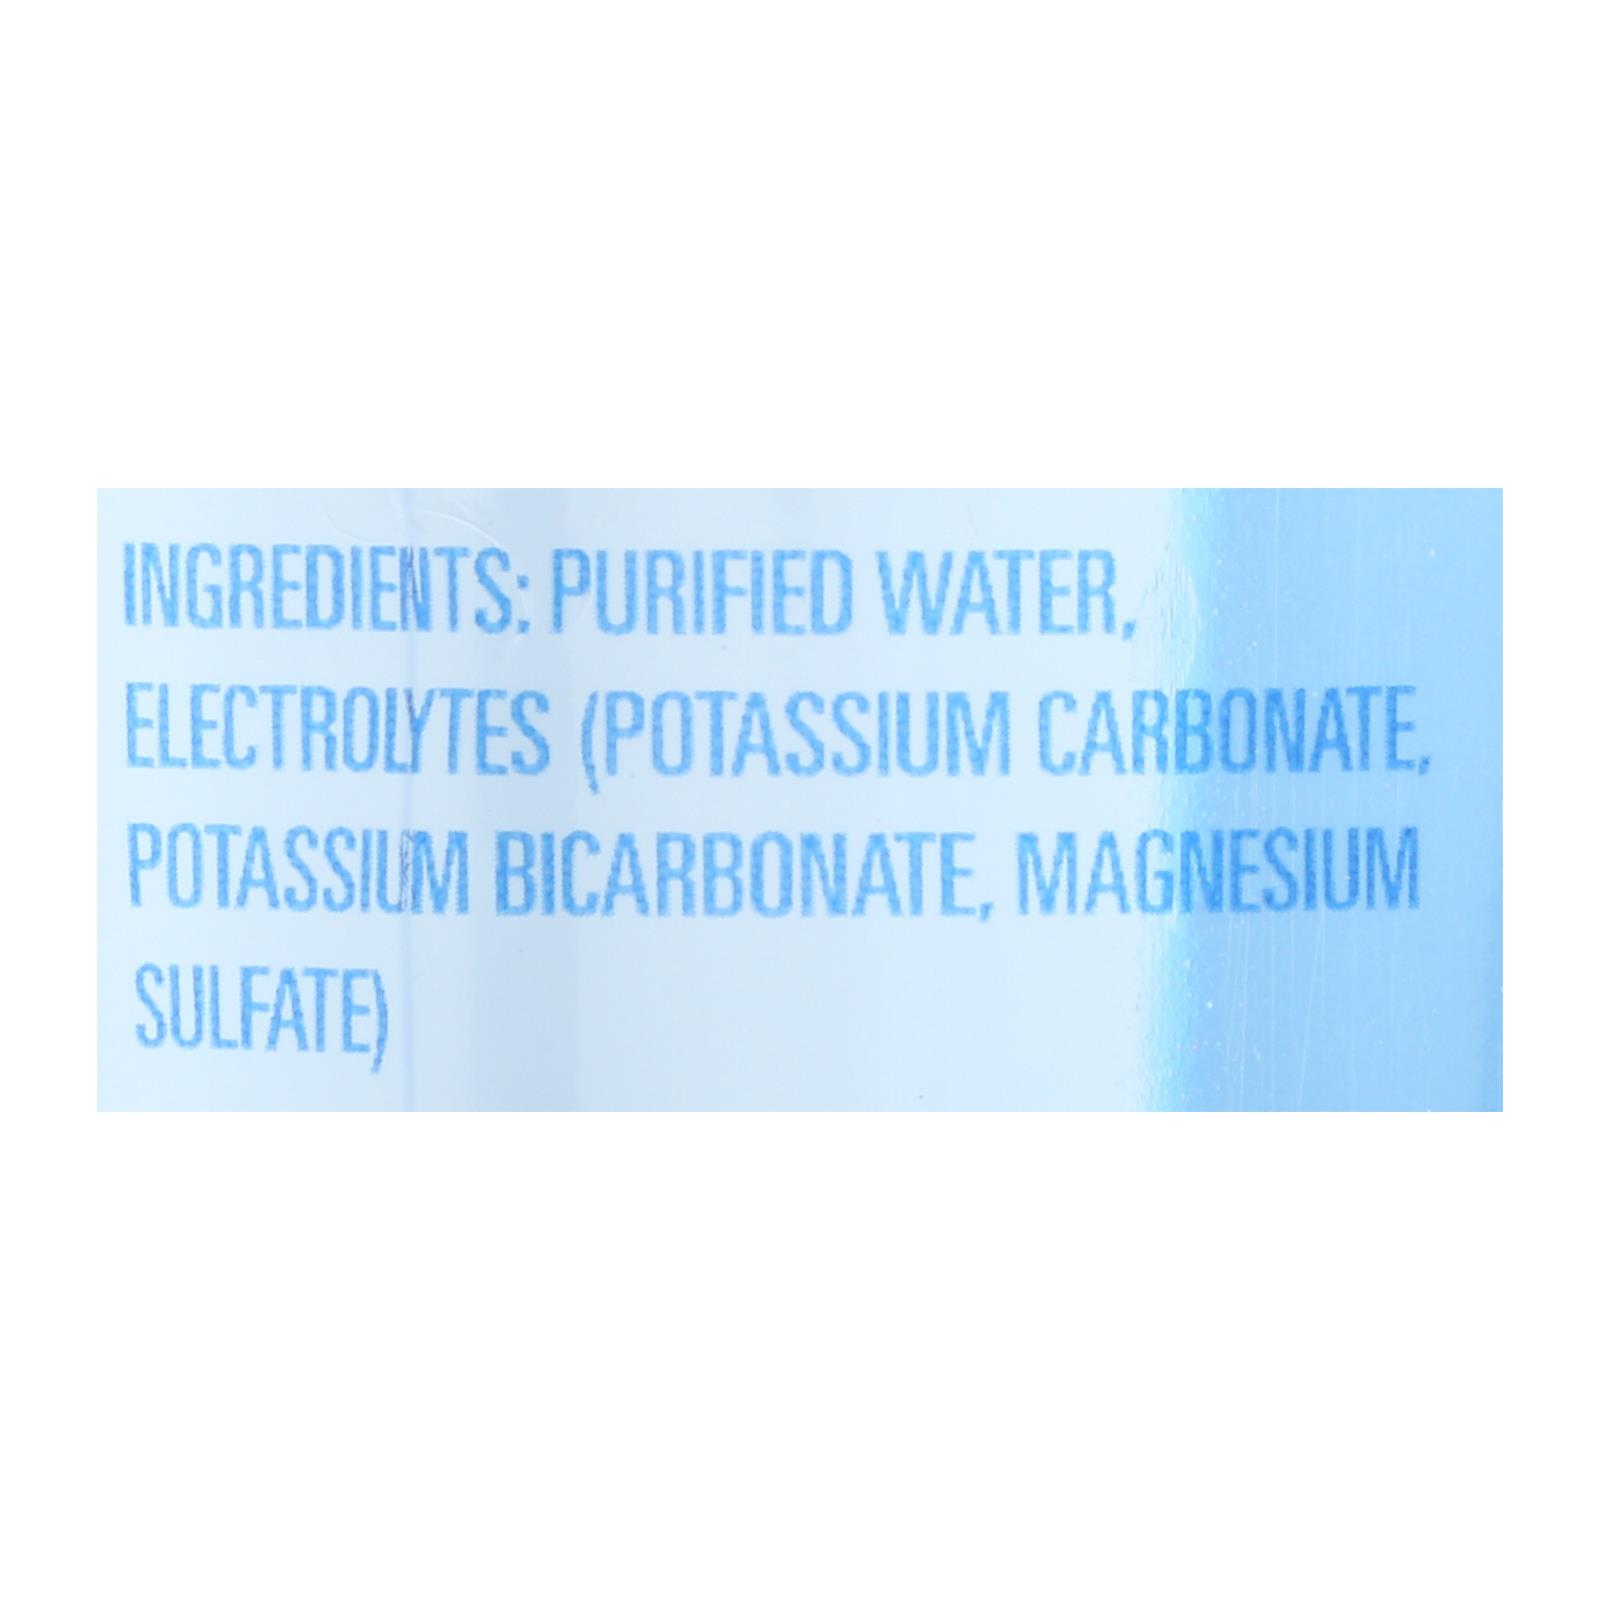 INGREDIENTS: PURIFIED WATER,
ELECTROLYTES (POTASSIUM CARBONATE,
POTASSIUM BICARBONATE, MAGNESIUM
SULFATE)